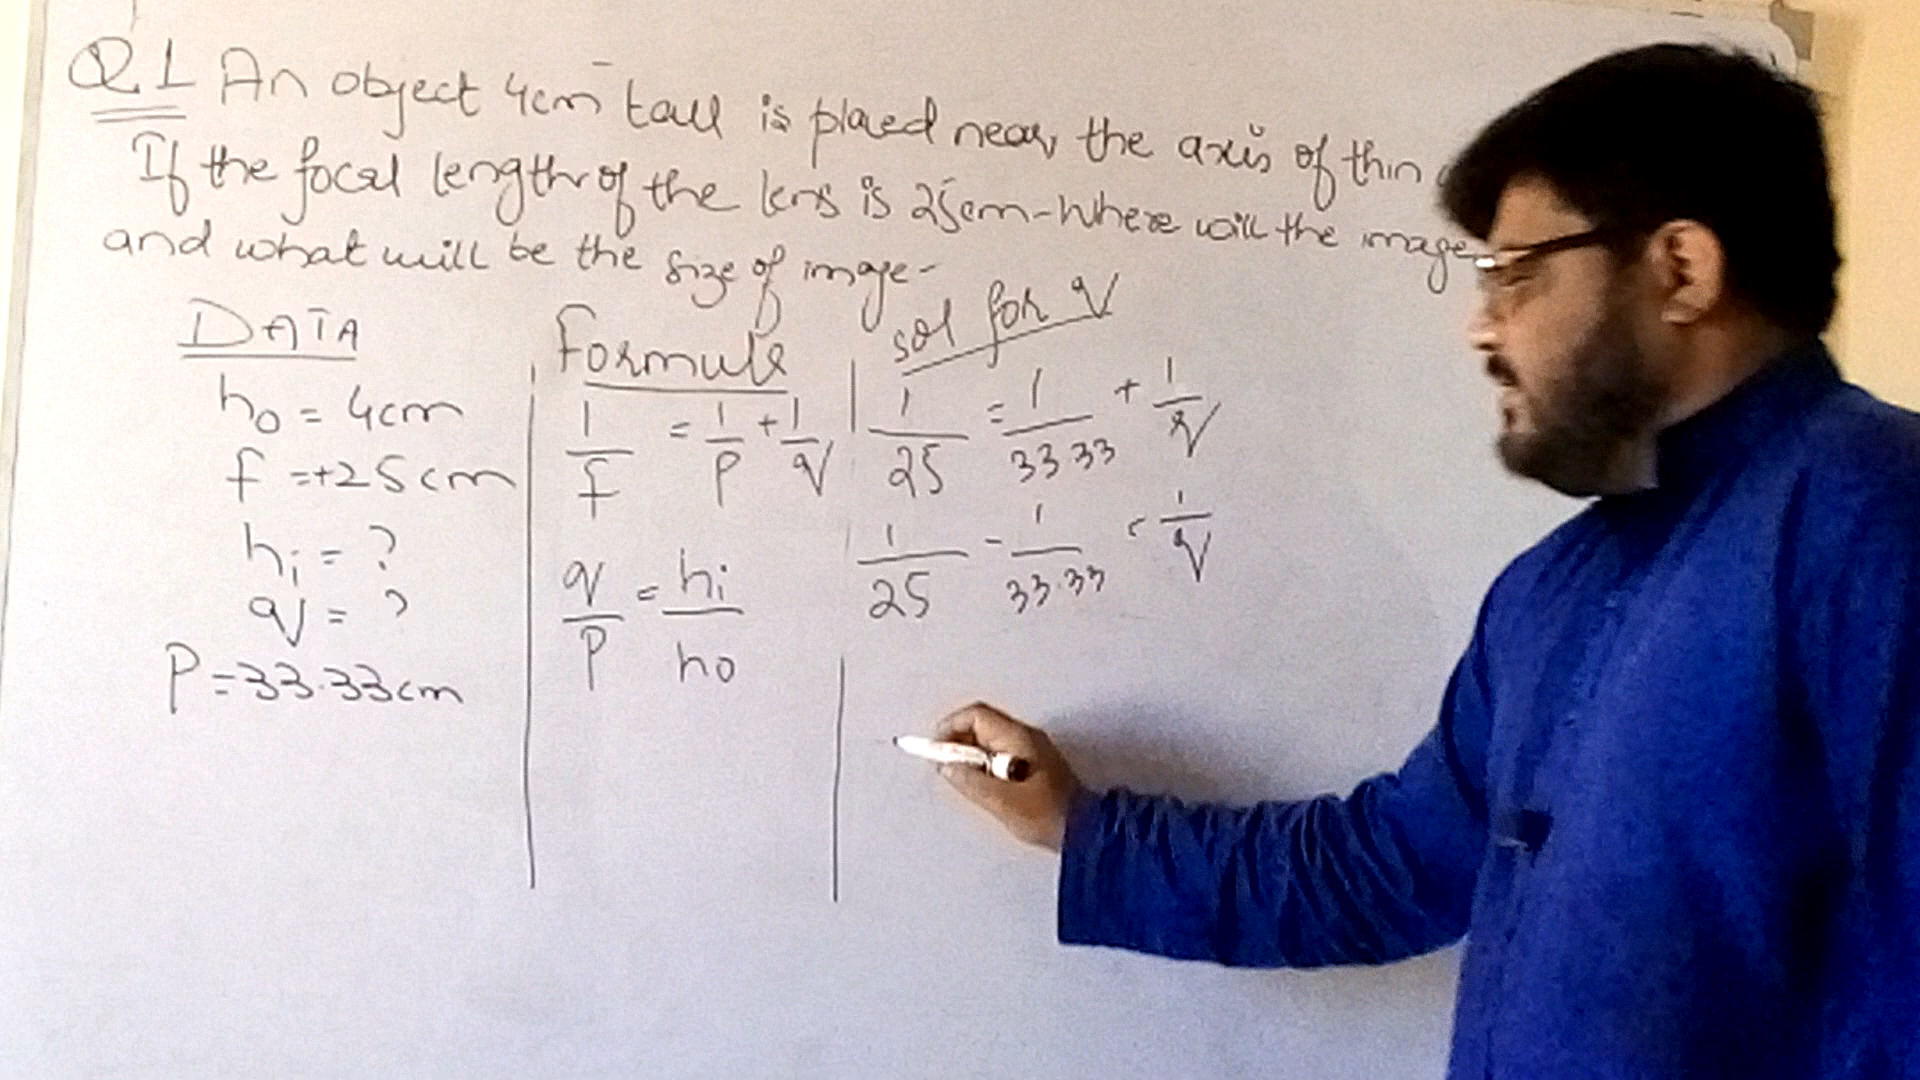 Q1 An object 4cm tall is placed near the axis of thin
If the focal length of the lens is 25cm - Where will the image
and what will be the size of image -
DATA
ho = 4cm
f = +25cm
hi = ?
q = ?
P = 33.33cm
Formula
1/f = 1/p + 1/q
q/p = hi/ho
sol for q
1/25 = 1/33.33 + 1/q
1/25 - 1/33.33 = 1/q